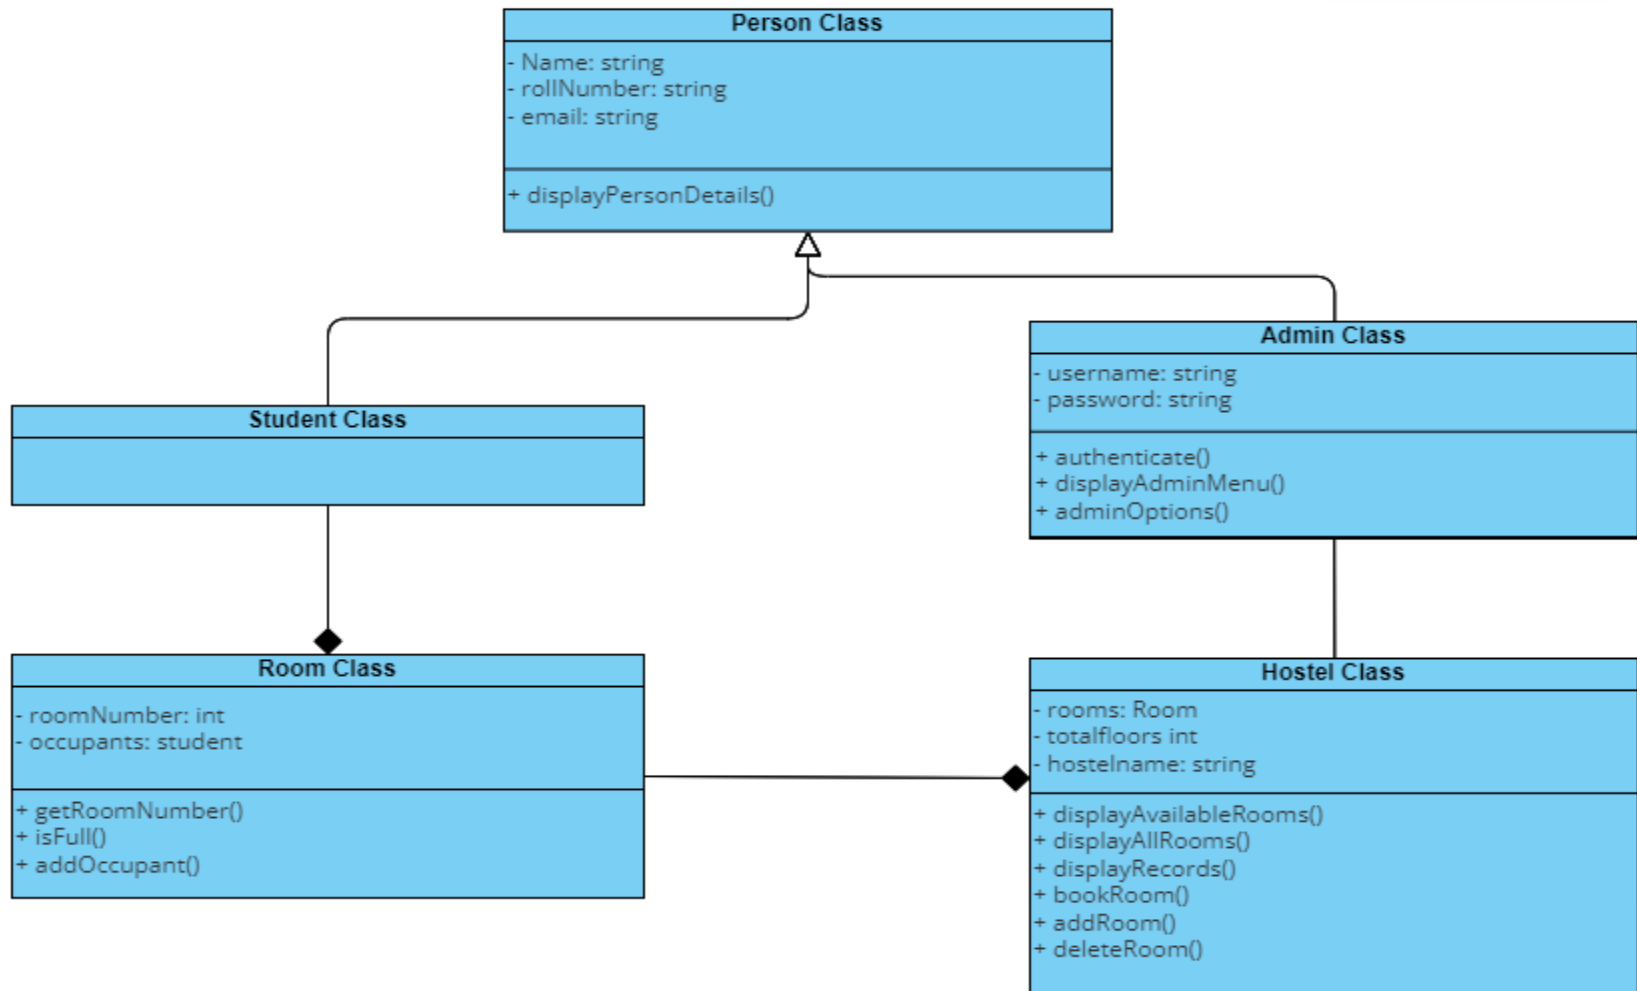 Person Class
- Name: string
- rollNumber: string
- email: string
+ displayPersonDetails()
Admin Class
- username: string
- password: string
+ authenticate()
+ displayAdminMenu()
+ adminOptions()
Student Class
Room Class
- roomNumber: int
- occupants: student
+ getRoomNumber()
+ isFull()
+ addOccupant()
Hostel Class
- rooms: Room
- totalfloors int
- hostelname: string
+ displayAvailableRooms()
+ displayAllRooms()
+ displayRecords()
+ bookRoom()
+ addRoom()
+ deleteRoom()